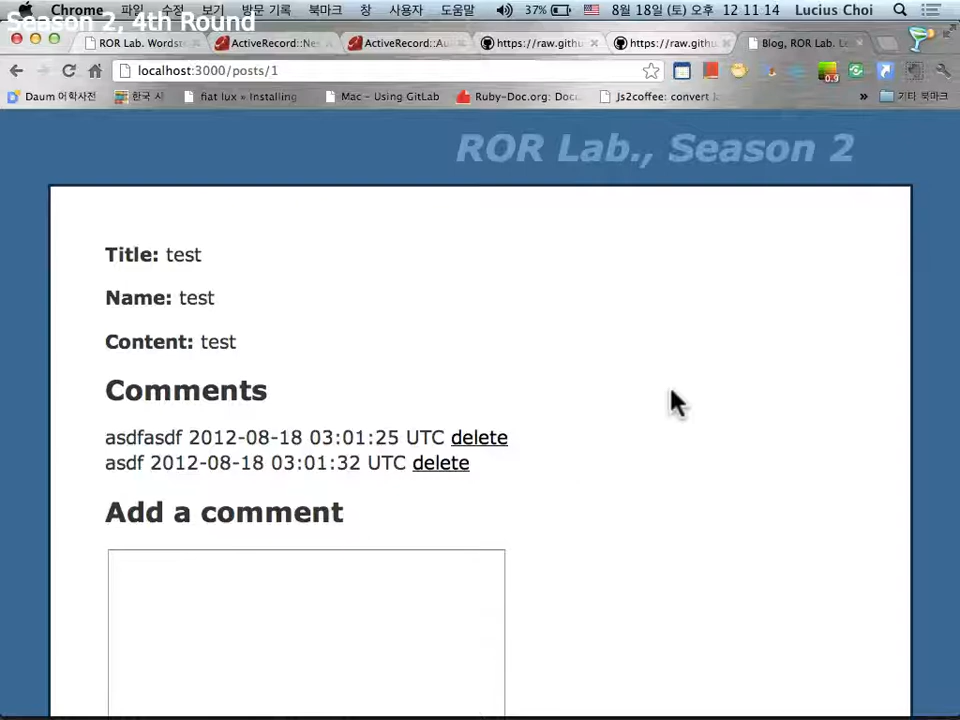 Chrome 파일 수정 보기 방문 기록 북마크 창 사용자 도움말 37% 8월 18일 (토) 오후 12 11 14 Lucius Choi
Season 2, 4th Round
ROR Lab. Wordst ActiveRecord::Nes ActiveRecord::Au https://raw.githu https://raw.githu Blog, ROR Lab. L
localhost:3000/posts/1
Daum 어학사전 한국 시 fiat lux » Installing Mac – Using GitLab Ruby-Doc.org: Doc Js2coffee: convert » 기타 북마크
ROR Lab., Season 2
Title: test
Name: test
Content: test
Comments
asdfasdf 2012-08-18 03:01:25 UTC delete
asdf 2012-08-18 03:01:32 UTC delete
Add a comment